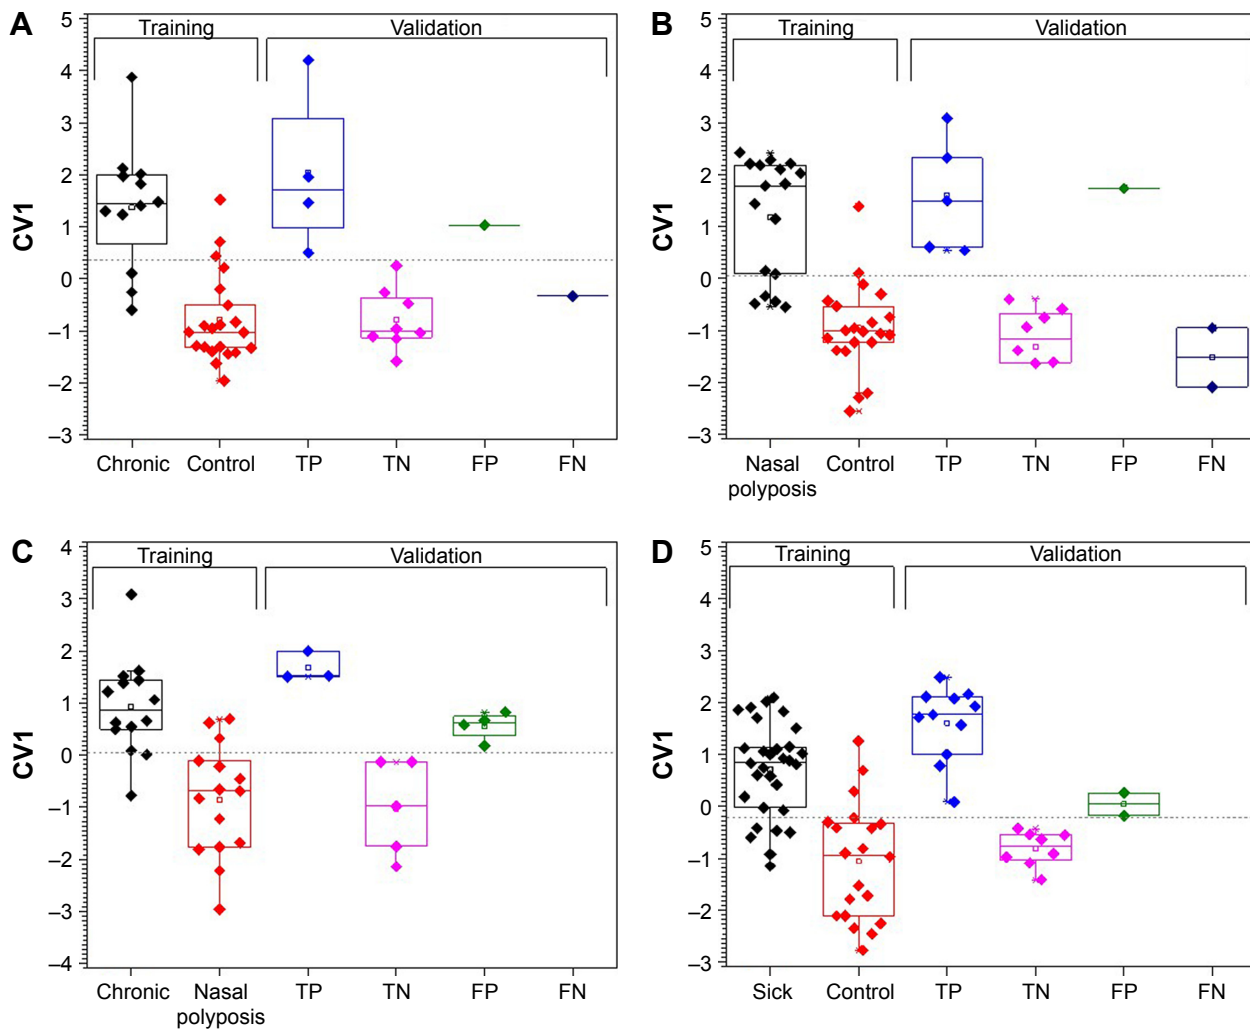 A
Training
Validation
CV1
5
4
3
2
1
0
–1
–2
–3
Chronic
Control
TP
TN
FP
FN
B
Training
Validation
CV1
5
4
3
2
1
0
–1
–2
–3
Nasal
polyposis
Control
TP
TN
FP
FN
C
Training
Validation
CV1
4
3
2
1
0
–1
–2
–3
–4
Chronic
Nasal
polyposis
TP
TN
FP
FN
D
Training
Validation
CV1
5
4
3
2
1
0
–1
–2
–3
Sick
Control
TP
TN
FP
FN